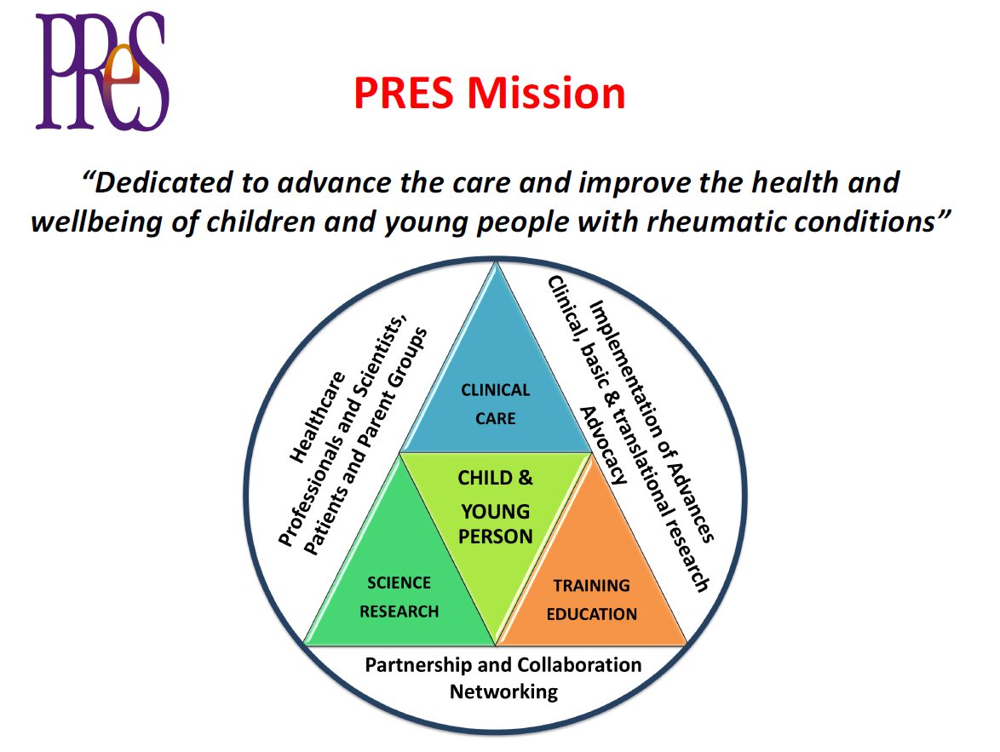 PReS
PRES Mission
“Dedicated to advance the care and improve the health and
wellbeing of children and young people with rheumatic conditions”
Healthcare
Professionals and Scientists,
Patients and Parent Groups
Implementation of Advances
Clinical, basic & translational research
Advocacy
CLINICAL
CARE
CHILD &
YOUNG
PERSON
SCIENCE
RESEARCH
TRAINING
EDUCATION
Partnership and Collaboration
Networking